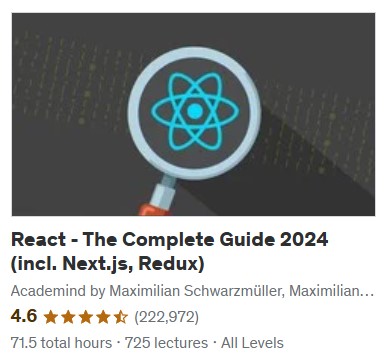 React - The Complete Guide 2024
(incl. Next.js, Redux)
Academind by Maximilian Schwarzmüller, Maximilian...
4.6 (222,972)
71.5 total hours · 725 lectures · All Levels